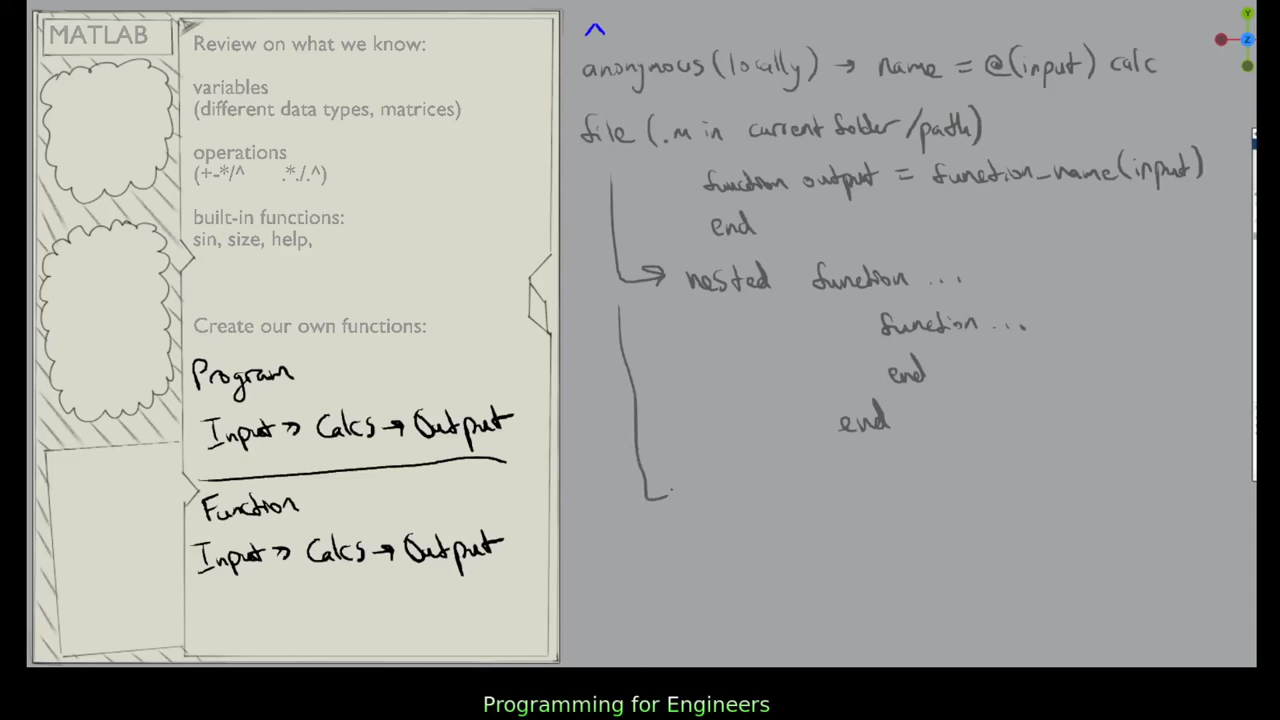 MATLAB
Review on what we know:
variables
(different data types, matrices)
operations
(+-*/^ .*./.^)
built-in functions:
sin, size, help,
Create our own functions:
Program
Input → Calcs → Output
Function
Input → Calcs → Output
^
anonymous (locally) → name = @(input) calc
file (.m in current folder /path)
function output = function_name(input)
end
nested function ...
function ...
end
end
Y
Z
Programming for Engineers